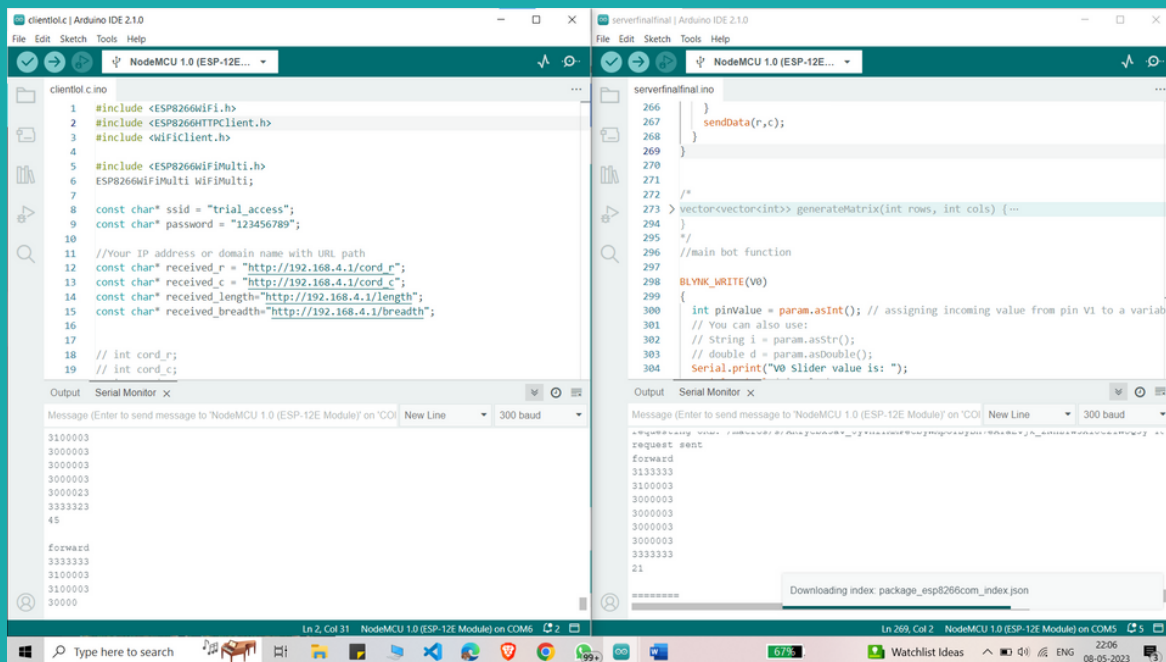 clientlol.c | Arduino IDE 2.1.0
File Edit Sketch Tools Help
NodeMCU 1.0 (ESP-12E...
clientlol.c.ino
1 #include <ESP8266WiFi.h>
2 #include <ESP8266HTTPClient.h>
3 #include <WiFiClient.h>
4
5 #include <ESP8266WiFiMulti.h>
6 ESP8266WiFiMulti WiFiMulti;
7
8 const char* ssid = "trial_access";
9 const char* password = "123456789";
10
11 //Your IP address or domain name with URL path
12 const char* received_r = "http://192.168.4.1/cord_r";
13 const char* received_c = "http://192.168.4.1/cord_c";
14 const char* received_length="http://192.168.4.1/length";
15 const char* received_breadth="http://192.168.4.1/breadth";
16
17
18 // int cord_r;
19 // int cord_c;
Output Serial Monitor
Message (Enter to send message to 'NodeMCU 1.0 (ESP-12E Module)' on 'COI
New Line
300 baud
3100003
3000003
3000003
3000003
3000023
3333323
45
forward
3333333
3100003
3100003
30000
Ln 2, Col 31 NodeMCU 1.0 (ESP-12E Module) on COM6 2
serverfinalfinal | Arduino IDE 2.1.0
File Edit Sketch Tools Help
NodeMCU 1.0 (ESP-12E...
serverfinalfinal.ino
266 }
267 sendData(r,c);
268 }
269 }
270
271
272 /*
273 vector<vector<int>> generateMatrix(int rows, int cols) {…
294 }
295 */
296 //main bot function
297
298 BLYNK_WRITE(V0)
299 {
300 int pinValue = param.asInt(); // assigning incoming value from pin V1 to a variab
301 // You can also use:
302 // String i = param.asStr();
303 // double d = param.asDouble();
304 Serial.print("V0 Slider value is: ");
Output Serial Monitor
Message (Enter to send message to 'NodeMCU 1.0 (ESP-12E Module)' on 'COI
New Line
300 baud
request sent
forward
3133333
3100003
3000003
3000003
3000003
3000003
3333333
21
========
Downloading index: package_esp8266com_index.json
Ln 269, Col 2 NodeMCU 1.0 (ESP-12E Module) on COM5 5
Type here to search
99+
67%
Watchlist Ideas
ENG
22:06
08-05-2023
3